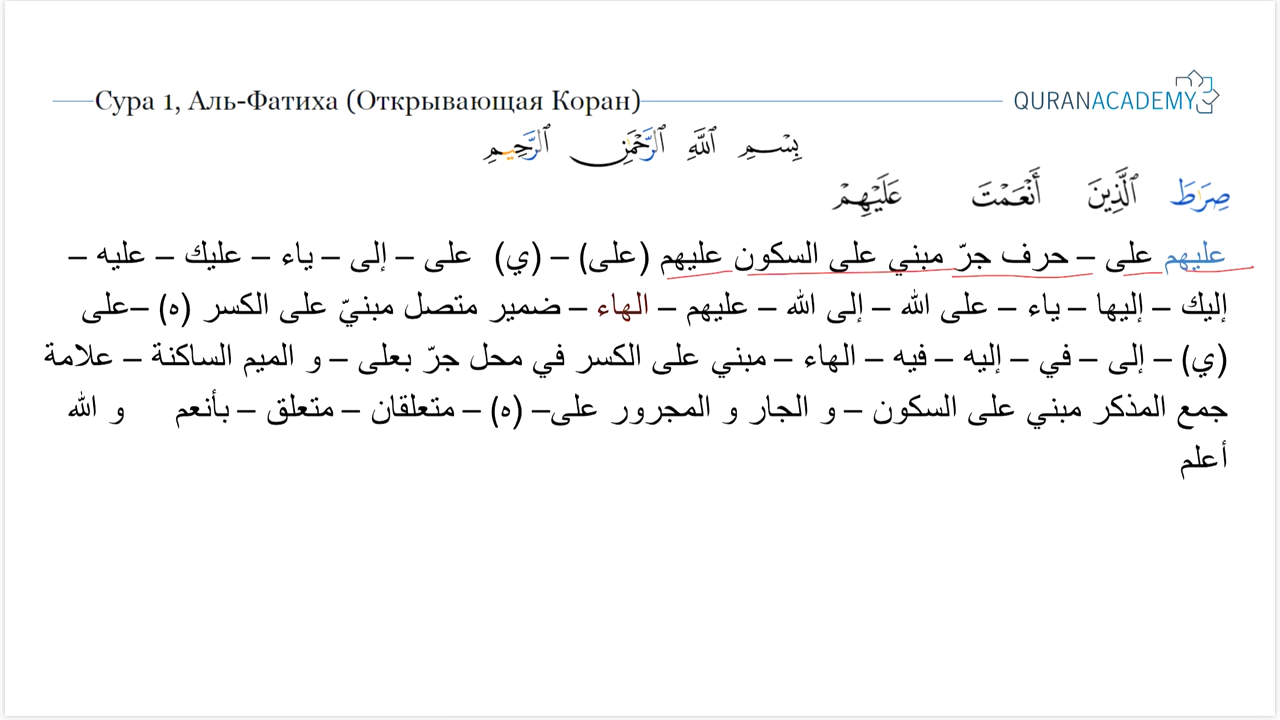 Сура 1, Аль-Фатиха (Открывающая Коран)
QURANACADEMY
بِسْمِ ٱللَّهِ ٱلرَّحْمَٰنِ ٱلرَّحِيمِ
صِرَٰطَ ٱلَّذِينَ أَنْعَمْتَ عَلَيْهِمْ
عليهم على – حرف جرّ مبني على السكون عليهم (على) – (ي) على – إلى – ياء – عليك – عليه –
إليك – إليها – ياء – على الله – إلى الله – عليهم – الهاء – ضمير متصل مبنيّ على الكسر (ه) –على
(ي) – إلى – في – إليه – فيه – الهاء – مبني على الكسر في محل جرّ بعلى – و الميم الساكنة – علامة
جمع المذكر مبني على السكون – و الجار و المجرور على– (ه) – متعلقان – متعلق – بأنعم و الله
أعلم